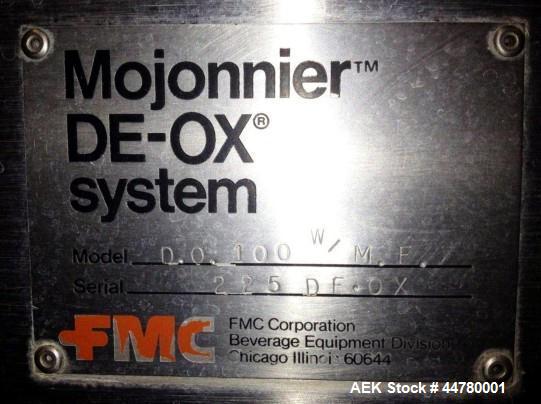 Mojonnier™
DE-OX®
system
Model D.O. 100 W/ M.F.
Serial 225 DE-OX
FMC FMC Corporation
Beverage Equipment Division
Chicago Illinois 60644
AEK Stock # 44780001